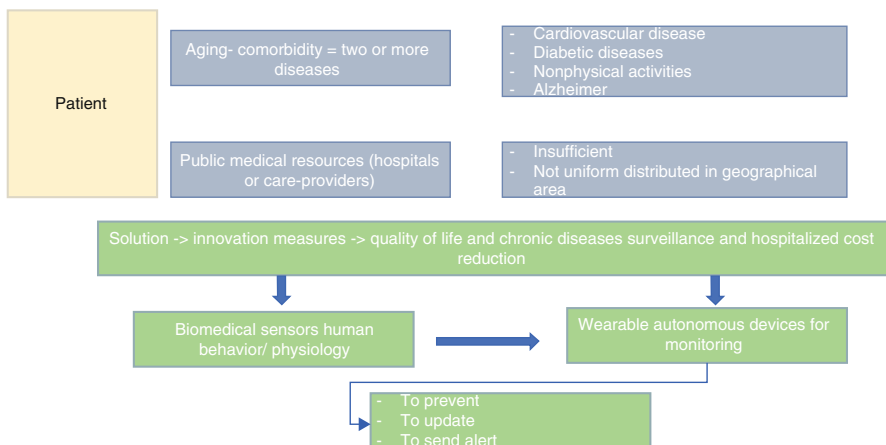 Patient
Aging- comorbidity = two or more
diseases
- Cardiovascular disease
- Diabetic diseases
- Nonphysical activities
- Alzheimer
Public medical resources (hospitals
or care-providers)
- Insufficient
- Not uniform distributed in geographical
area
Solution -> innovation measures -> quality of life and chronic diseases surveillance and hospitalized cost
reduction
Biomedical sensors human
behavior/ physiology
Wearable autonomous devices for
monitoring
- To prevent
- To update
- To send alert